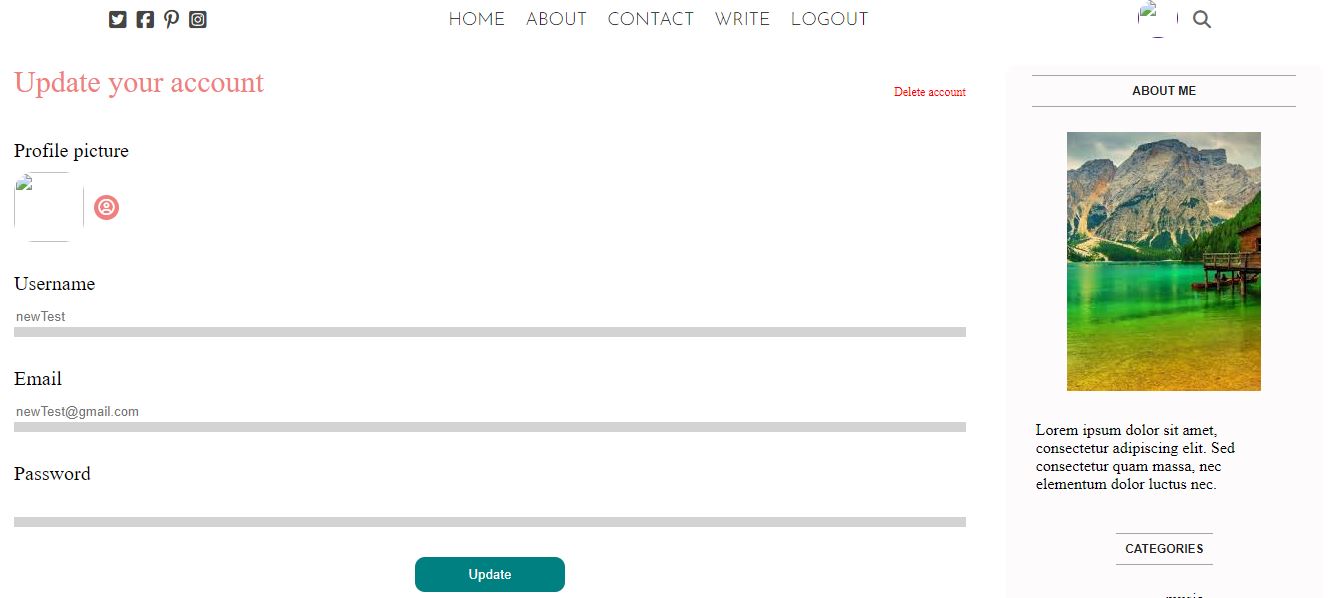 HOME ABOUT CONTACT WRITE LOGOUT
Update your account
Delete account
Profile picture
Username
newTest
Email
newTest@gmail.com
Password
Update
ABOUT ME
Lorem ipsum dolor sit amet,
consectetur adipiscing elit. Sed
consectetur quam massa, nec
elementum dolor luctus nec.
CATEGORIES